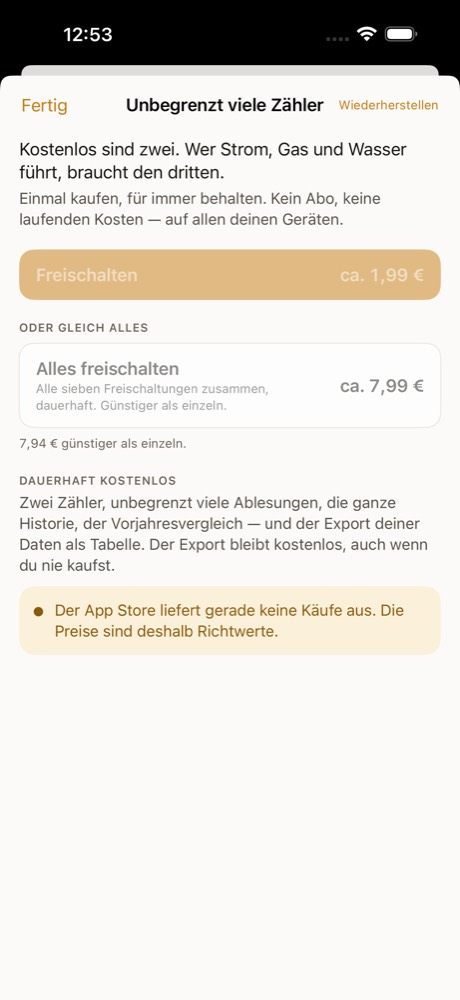 12:53
Fertig
Unbegrenzt viele Zähler
Wiederherstellen
Kostenlos sind zwei. Wer Strom, Gas und Wasser
führt, braucht den dritten.
Einmal kaufen, für immer behalten. Kein Abo, keine
laufenden Kosten — auf allen deinen Geräten.
Freischalten
ca. 1,99 €
ODER GLEICH ALLES
Alles freischalten
Alle sieben Freischaltungen zusammen,
dauerhaft. Günstiger als einzeln.
ca. 7,99 €
7,94 € günstiger als einzeln.
DAUERHAFT KOSTENLOS
Zwei Zähler, unbegrenzt viele Ablesungen, die ganze
Historie, der Vorjahresvergleich — und der Export deiner
Daten als Tabelle. Der Export bleibt kostenlos, auch wenn
du nie kaufst.
Der App Store liefert gerade keine Käufe aus. Die
Preise sind deshalb Richtwerte.